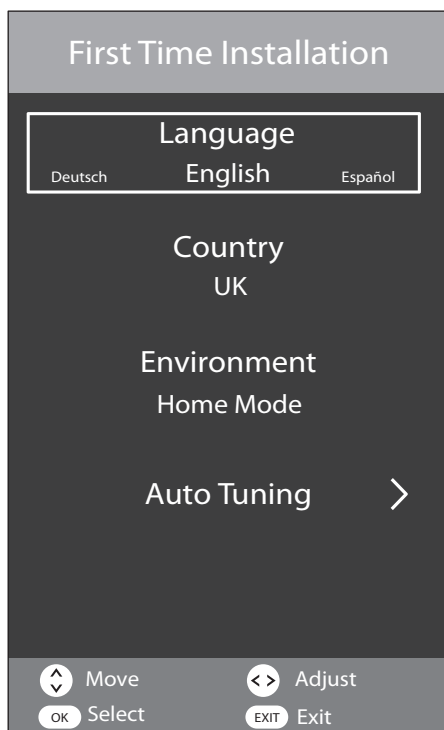 First Time Installation
Language
Deutsch English Español
Country
UK
Environment
Home Mode
Auto Tuning
Move Adjust
OK Select EXIT Exit